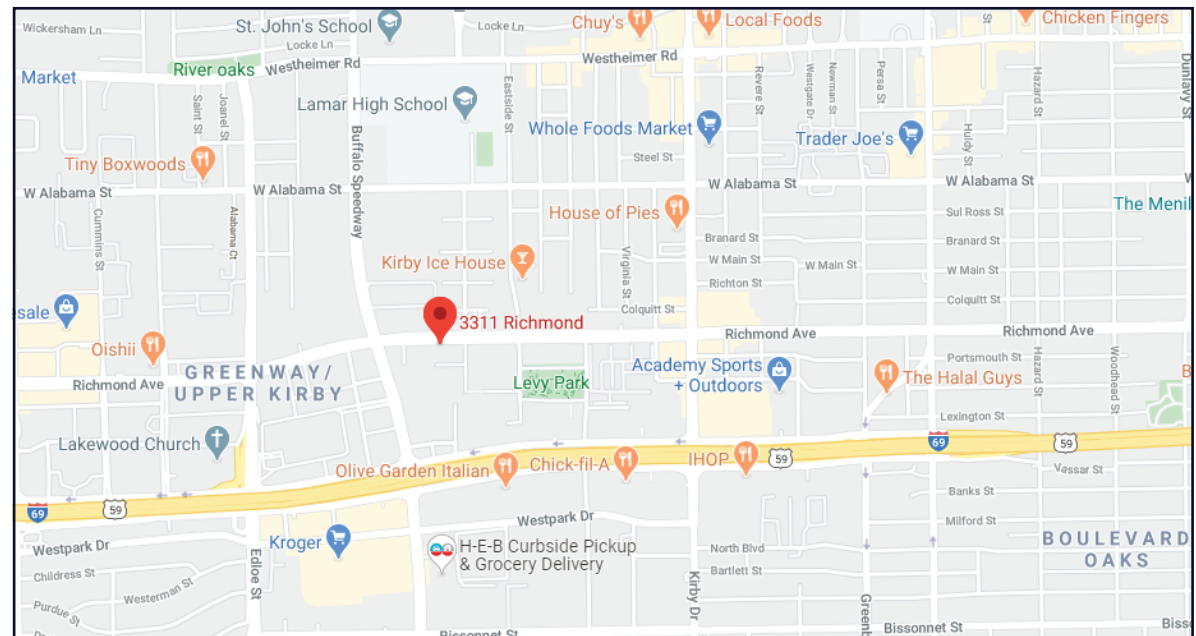 Wickersham Ln
St. John's School
Locke Ln
Chuy's
Local Foods
St
Chicken Fingers
Locke Ln
Westheimer Rd
Westheimer Rd
River oaks
Market
Dunlavy St
Saint St
Joanel St
Lamar High School
Eastside St
Revere St
Westgate Dr
Newman St
Persa St
Hazard St
Whole Foods Market
Trader Joe's
Huldy St
Buffalo Speedway
Steel St
Tiny Boxwoods
W Alabama St
W Alabama St
W Alabama St
W Alabama St
W
House of Pies
Sul Ross St
The Menil
Cummins St
Alabama Ct
Branard St
Branard St
Kirby Ice House
Virginia St
W Main St
W Main St
W Main St
Richton St
Colquitt St
Colquitt St
sale
3311 Richmond
Richmond Ave
Richmond Ave
Oishii
GREENWAY/
UPPER KIRBY
Richmond Ave
Levy Park
Academy Sports
+ Outdoors
Portsmouth St
Hazard St
Woodhead St
The Halal Guys
B
Lexington St
Lakewood Church
69
59
Olive Garden Italian
Chick-fil-A
IHOP
59
Vassar St
69
59
Banks St
Westpark Dr
Milford St
Kroger
Westpark Dr
H-E-B Curbside Pickup
& Grocery Delivery
North Blvd
BOULEVARD
OAKS
Childress St
Edloe St
Westerman St
Bartlett St
Kirby Dr
Purdue St
Greenb
Bissonnet St
Bissonnet St
Biss